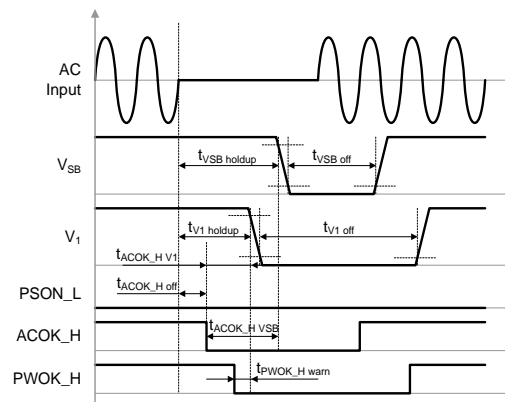 AC
Input
VSB
tVSB holdup
tVSB off
V1
tV1 holdup
tV1 off
tACOK_H V1
tACOK_H off
PSON_L
ACOK_H
tACOK_H VSB
PWOK_H
tPWOK_H warn